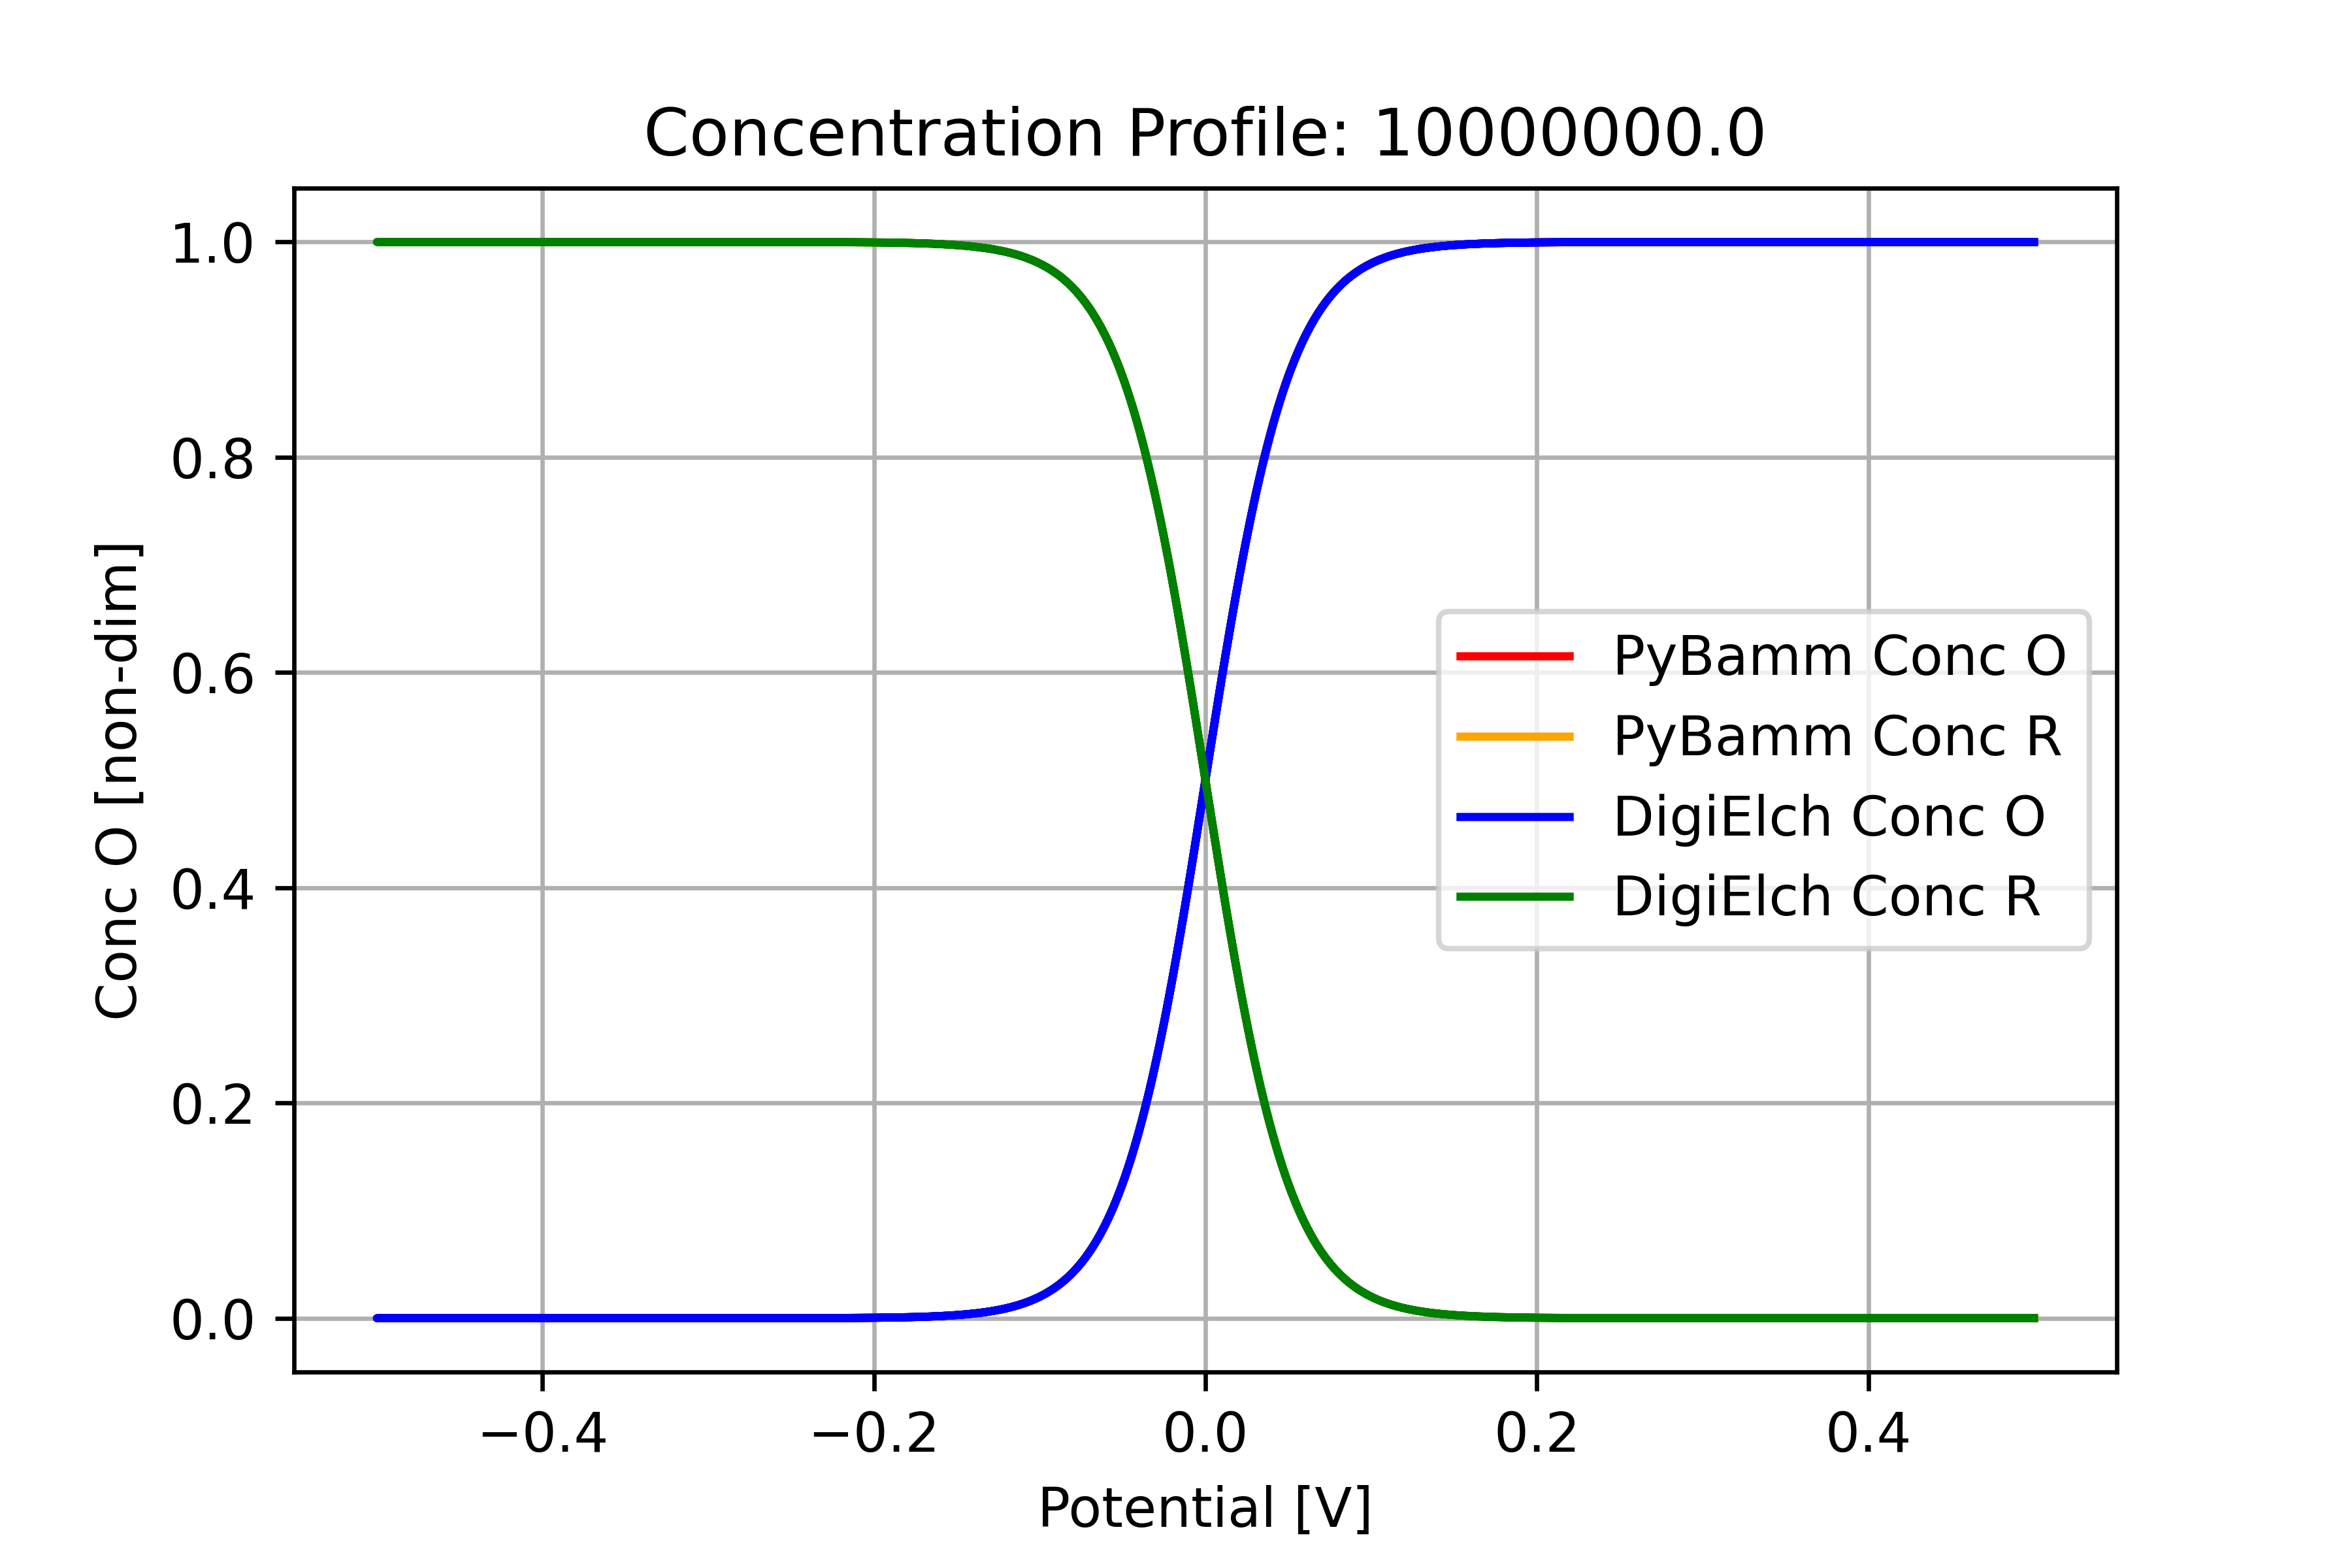 Concentration Profile: 10000000.0
1.0
0.8
0.6
0.4
0.2
0.0
Conc O [non-dim]
PyBamm Conc O
PyBamm Conc R
DigiElch Conc O
DigiElch Conc R
−0.4 −0.2 0.0 0.2 0.4
Potential [V]